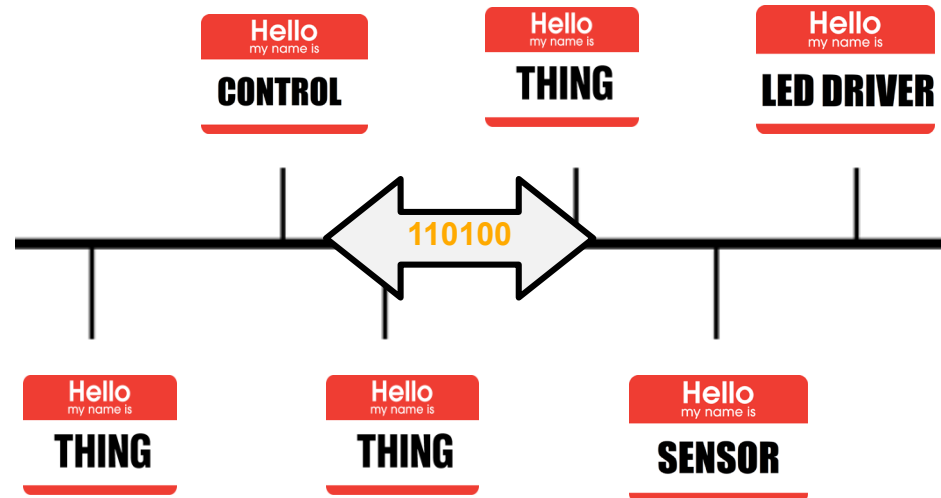 Hello
my name is
CONTROL
Hello
my name is
THING
Hello
my name is
LED DRIVER
110100
Hello
my name is
THING
Hello
my name is
THING
Hello
my name is
SENSOR